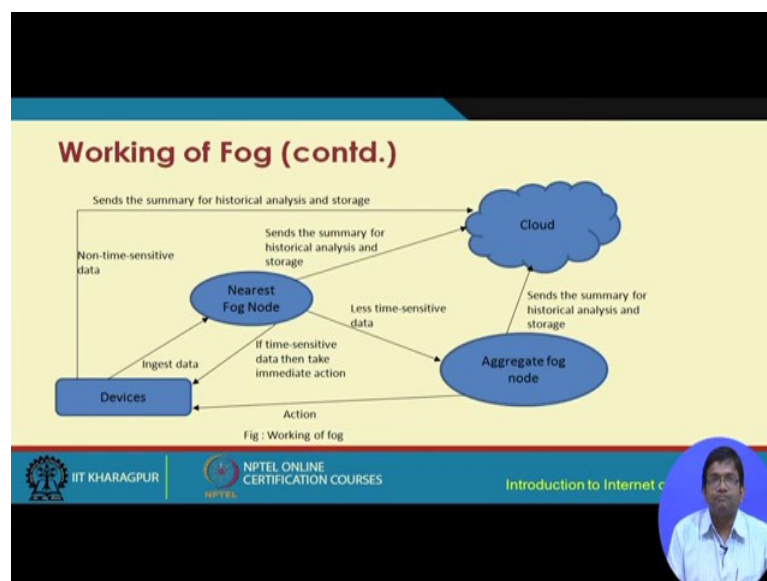 Working of Fog (contd.)
Sends the summary for historical analysis and storage
Cloud
Sends the summary for
historical analysis and
storage
Non-time-sensitive
data
Nearest
Fog Node
Less time-sensitive
data
Sends the summary for
historical analysis and
storage
If time-sensitive
data then take
immediate action
Ingest data
Aggregate fog
node
Devices
Action
Fig : Working of fog
IIT KHARAGPUR
NPTEL
NPTEL ONLINE
CERTIFICATION COURSES
Introduction to Internet